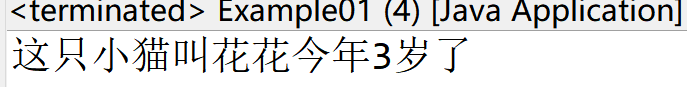 <terminated> Example01 (4) [Java Application]
这只小猫叫花花今年3岁了